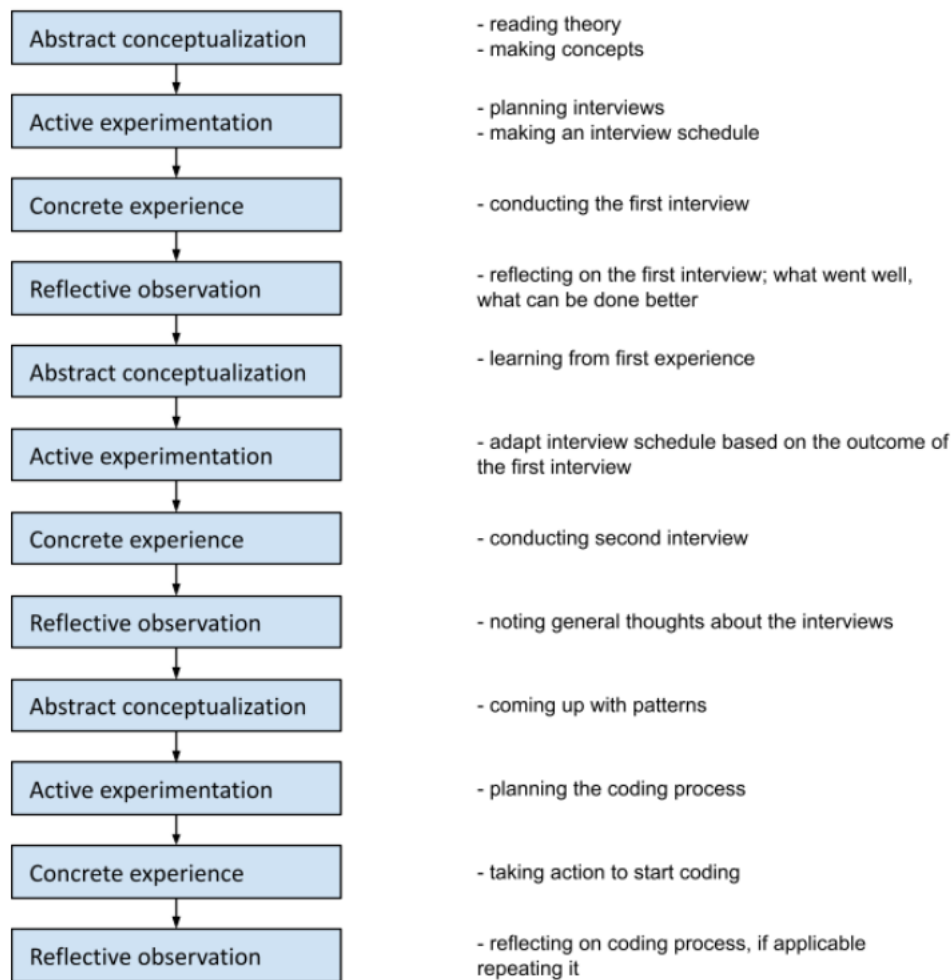 Abstract conceptualization
- reading theory
- making concepts
Active experimentation
- planning interviews
- making an interview schedule
Concrete experience
- conducting the first interview
Reflective observation
- reflecting on the first interview; what went well,
what can be done better
Abstract conceptualization
- learning from first experience
Active experimentation
- adapt interview schedule based on the outcome of
the first interview
Concrete experience
- conducting second interview
Reflective observation
- noting general thoughts about the interviews
Abstract conceptualization
- coming up with patterns
Active experimentation
- planning the coding process
Concrete experience
- taking action to start coding
Reflective observation
- reflecting on coding process, if applicable
repeating it